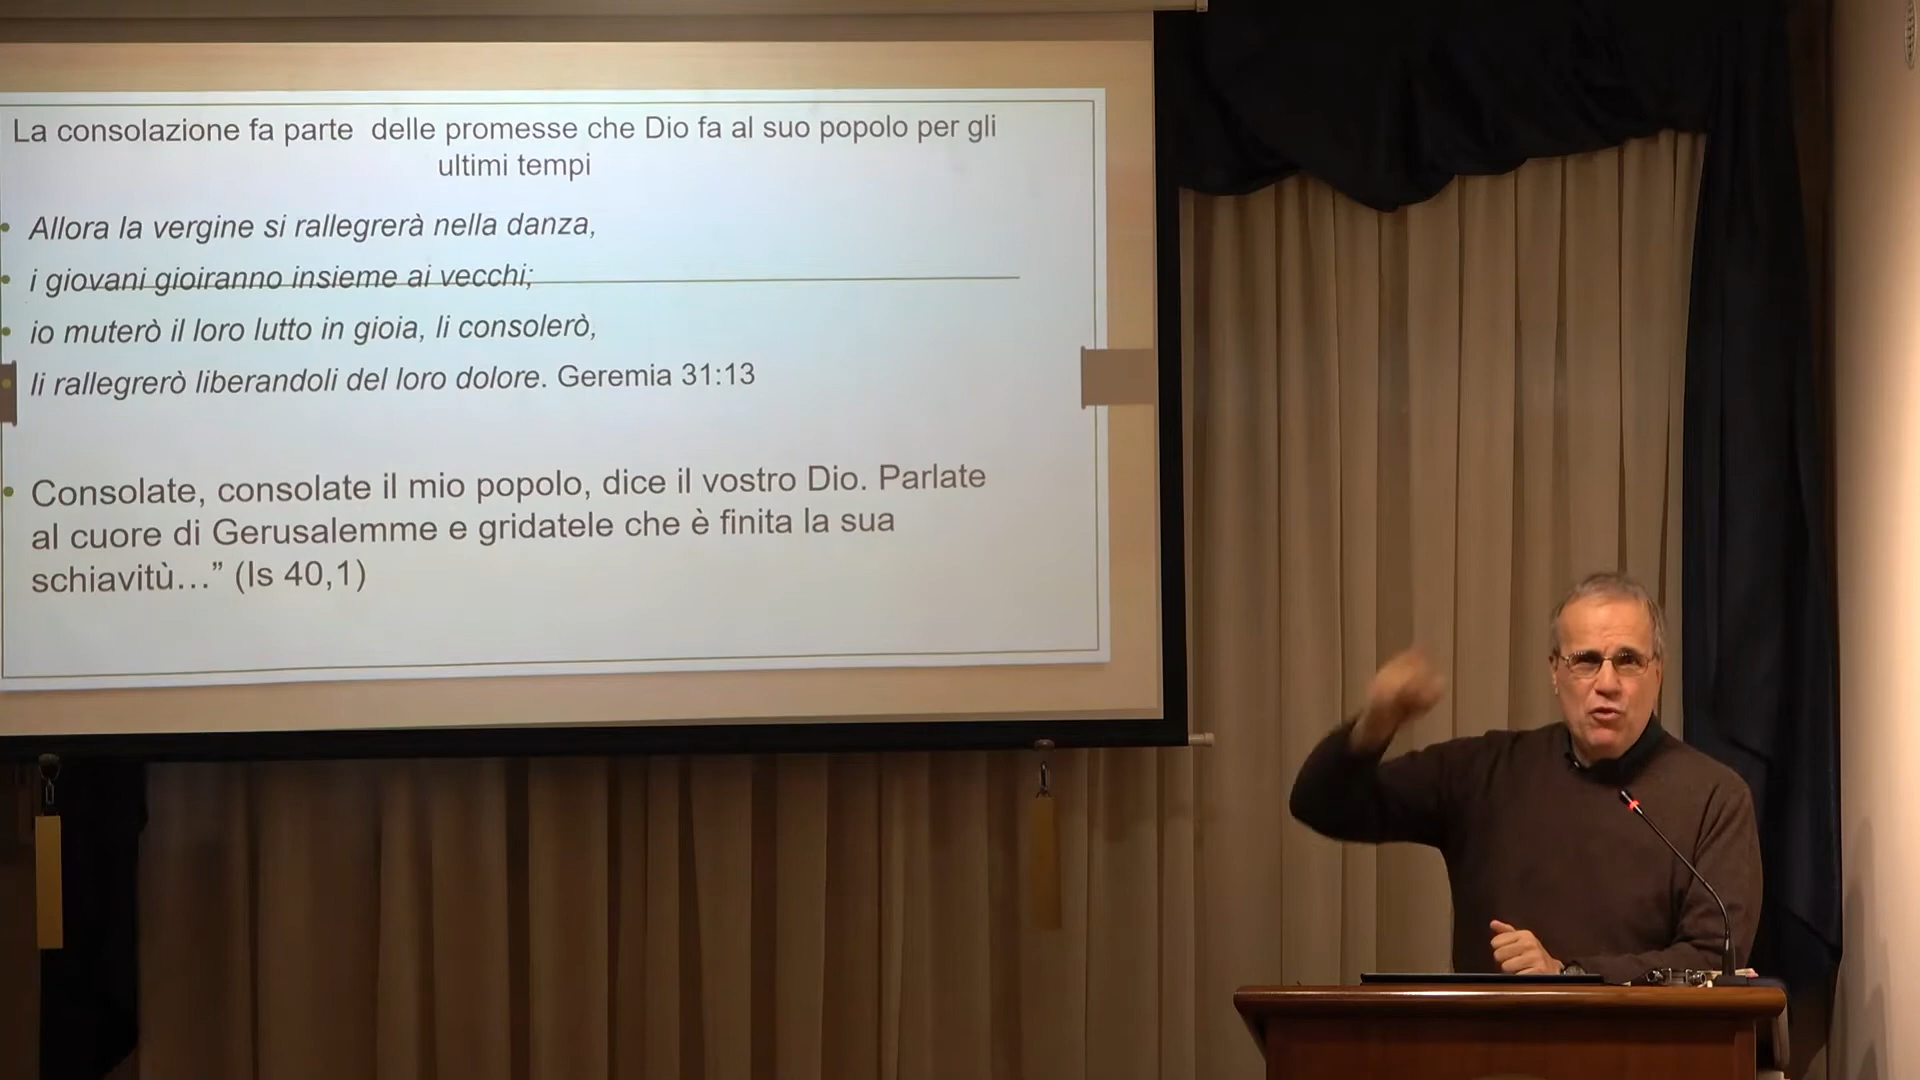 La consolazione fa parte delle promesse che Dio fa al suo popolo per gli
ultimi tempi
• Allora la vergine si rallegrerà nella danza,
• i giovani gioiranno insieme ai vecchi;
• io muterò il loro lutto in gioia, li consolerò,
• li rallegrerò liberandoli del loro dolore. Geremia 31:13
• Consolate, consolate il mio popolo, dice il vostro Dio. Parlate
al cuore di Gerusalemme e gridatele che è finita la sua
schiavitù…” (Is 40,1)